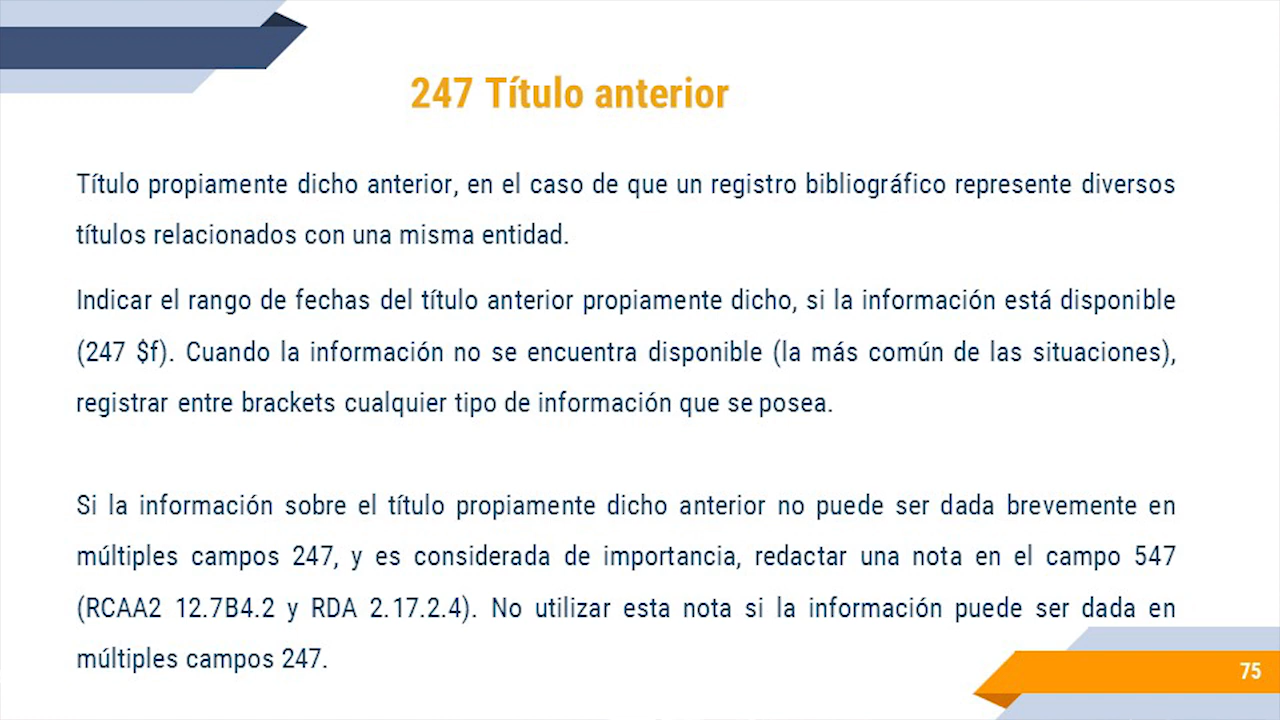 247 Título anterior
Título propiamente dicho anterior, en el caso de que un registro bibliográfico represente diversos
títulos relacionados con una misma entidad.
Indicar el rango de fechas del título anterior propiamente dicho, si la información está disponible
(247 $f). Cuando la información no se encuentra disponible (la más común de las situaciones),
registrar entre brackets cualquier tipo de información que se posea.
Si la información sobre el título propiamente dicho anterior no puede ser dada brevemente en
múltiples campos 247, y es considerada de importancia, redactar una nota en el campo 547
(RCAA2 12.7B4.2 y RDA 2.17.2.4). No utilizar esta nota si la información puede ser dada en
múltiples campos 247.
75